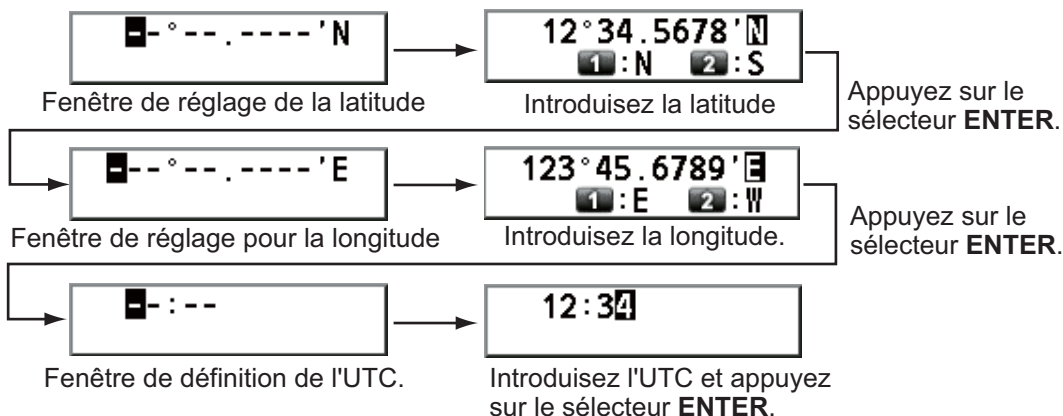 --°--.----'N
12°34.5678'N
1 : N 2 : S
Fenêtre de réglage de la latitude
Introduisez la latitude
Appuyez sur le
sélecteur ENTER.
---°--.----'E
123°45.6789'E
1 : E 2 : W
Fenêtre de réglage pour la longitude
Introduisez la longitude.
Appuyez sur le
sélecteur ENTER.
--:--
12:34
Fenêtre de définition de l'UTC.
Introduisez l'UTC et appuyez
sur le sélecteur ENTER.